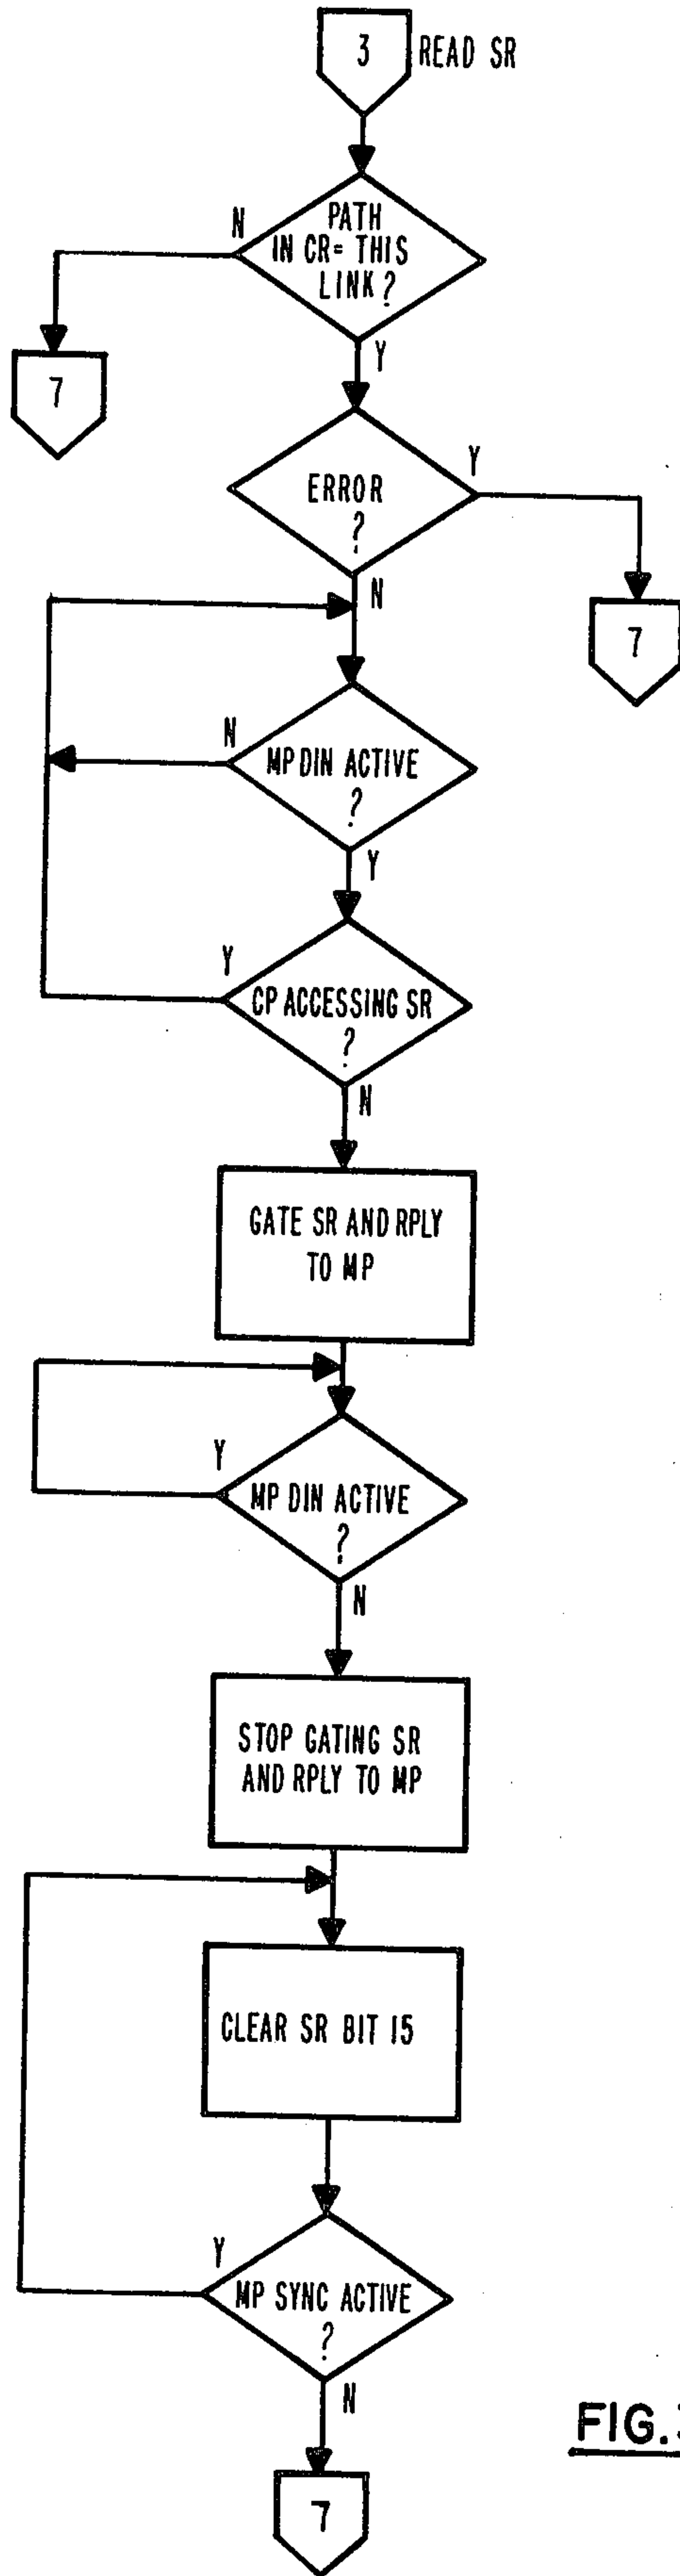 3 READ SR
PATH
IN CR= THIS
LINK?
N
Y
7
ERROR
?
Y
N
7
MP DIN ACTIVE
?
N
Y
CP ACCESSING SR
?
Y
N
GATE SR AND RPLY
TO MP
MP DIN ACTIVE
?
Y
N
STOP GATING SR
AND RPLY TO MP
CLEAR SR BIT 15
MP SYNC ACTIVE
?
Y
N
7
FIG.